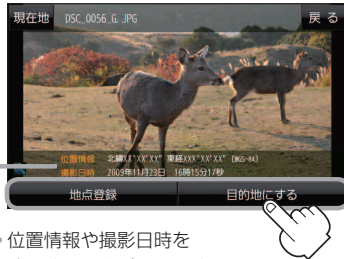 現在地 DSC_0056_G.JPG 戻る
位置情報 北緯XX°XX'XX" 東経XXX°XX'XX" (WGS-84)
撮影日時 2009年11月23日 16時15分1/秒
地点登録 目的地にする
位置情報や撮影日時を